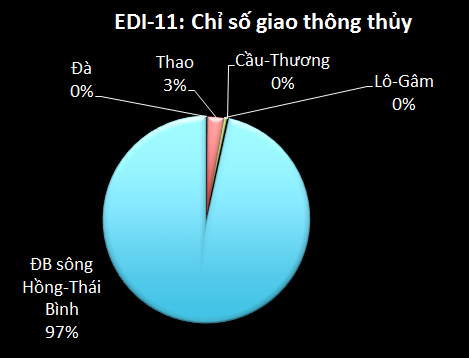 EDI-11: Chỉ số giao thông thủy
Đà
0%
Thao
3%
Cầu-Thương
0%
Lô-Gâm
0%
ĐB sông
Hồng-Thái
Bình
97%